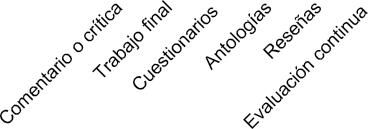 Comentario o crítica
Trabajo final
Cuestionarios
Antologías
Reseñas
Evaluación continua